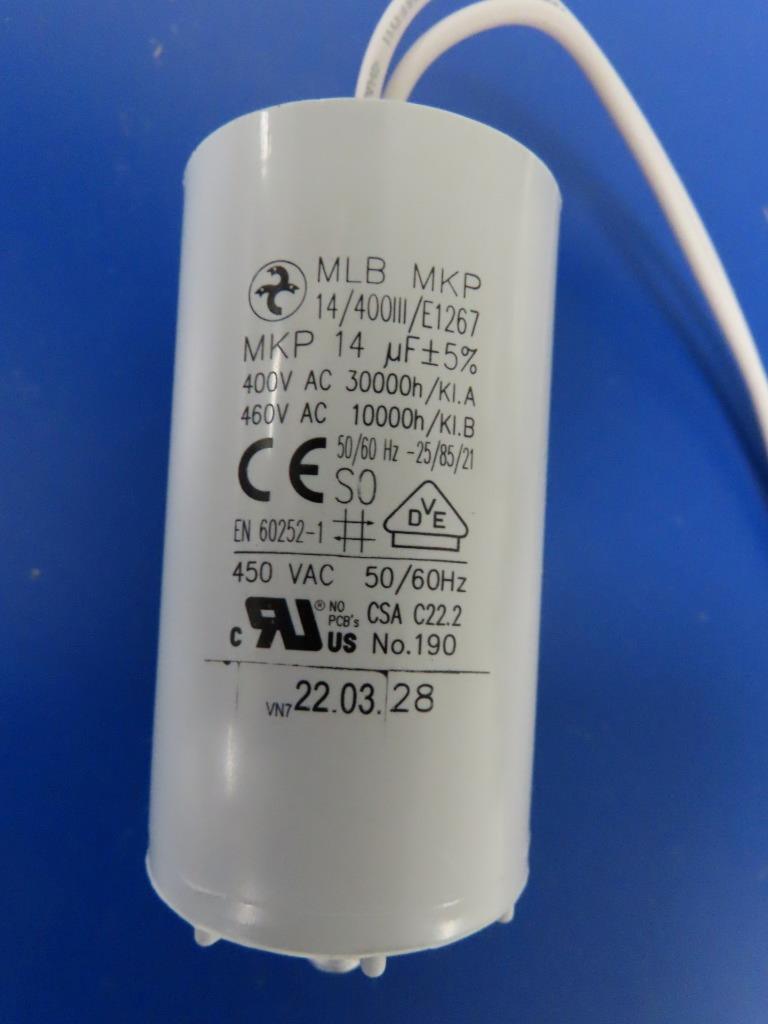 MLB MKP
14/400III/E1267
MKP 14 µF±5%
400V AC 30000h/Kl.A
460V AC 10000h/Kl.B
CE 50/60 Hz -25/85/21
S0
EN 60252-1 DVE
450 VAC 50/60Hz
c RU ® US NO PCB's CSA C22.2
No.190
VN7 22.03.28